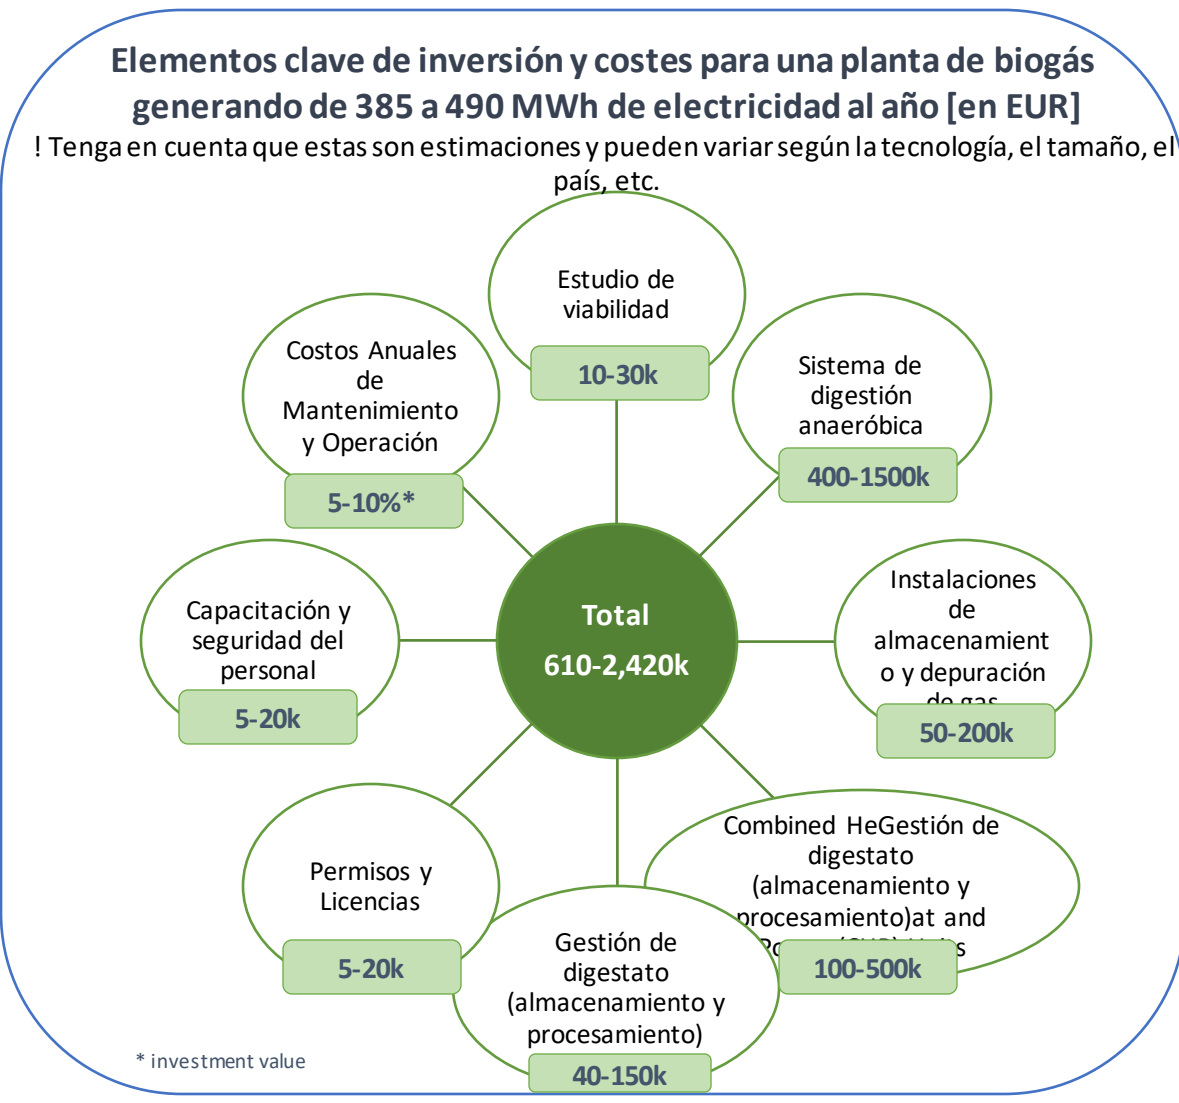 Elementos clave de inversión y costes para una planta de biogás
generando de 385 a 490 MWh de electricidad al año [en EUR]
! Tenga en cuenta que estas son estimaciones y pueden variar según la tecnología, el tamaño, el
país, etc.
Estudio de
viabilidad
10-30k
Sistema de
digestión
anaeróbica
400-1500k
Instalaciones
de
almacenamient
o y depuración
de gas
50-200k
Combined HeGestión de
digestato
(almacenamiento y
procesamiento)at and
100-500k
Gestión de
digestato
(almacenamiento y
procesamiento)
40-150k
Permisos y
Licencias
5-20k
Capacitación y
seguridad del
personal
5-20k
Costos Anuales
de
Mantenimiento
y Operación
5-10%*
Total
610-2,420k
* investment value